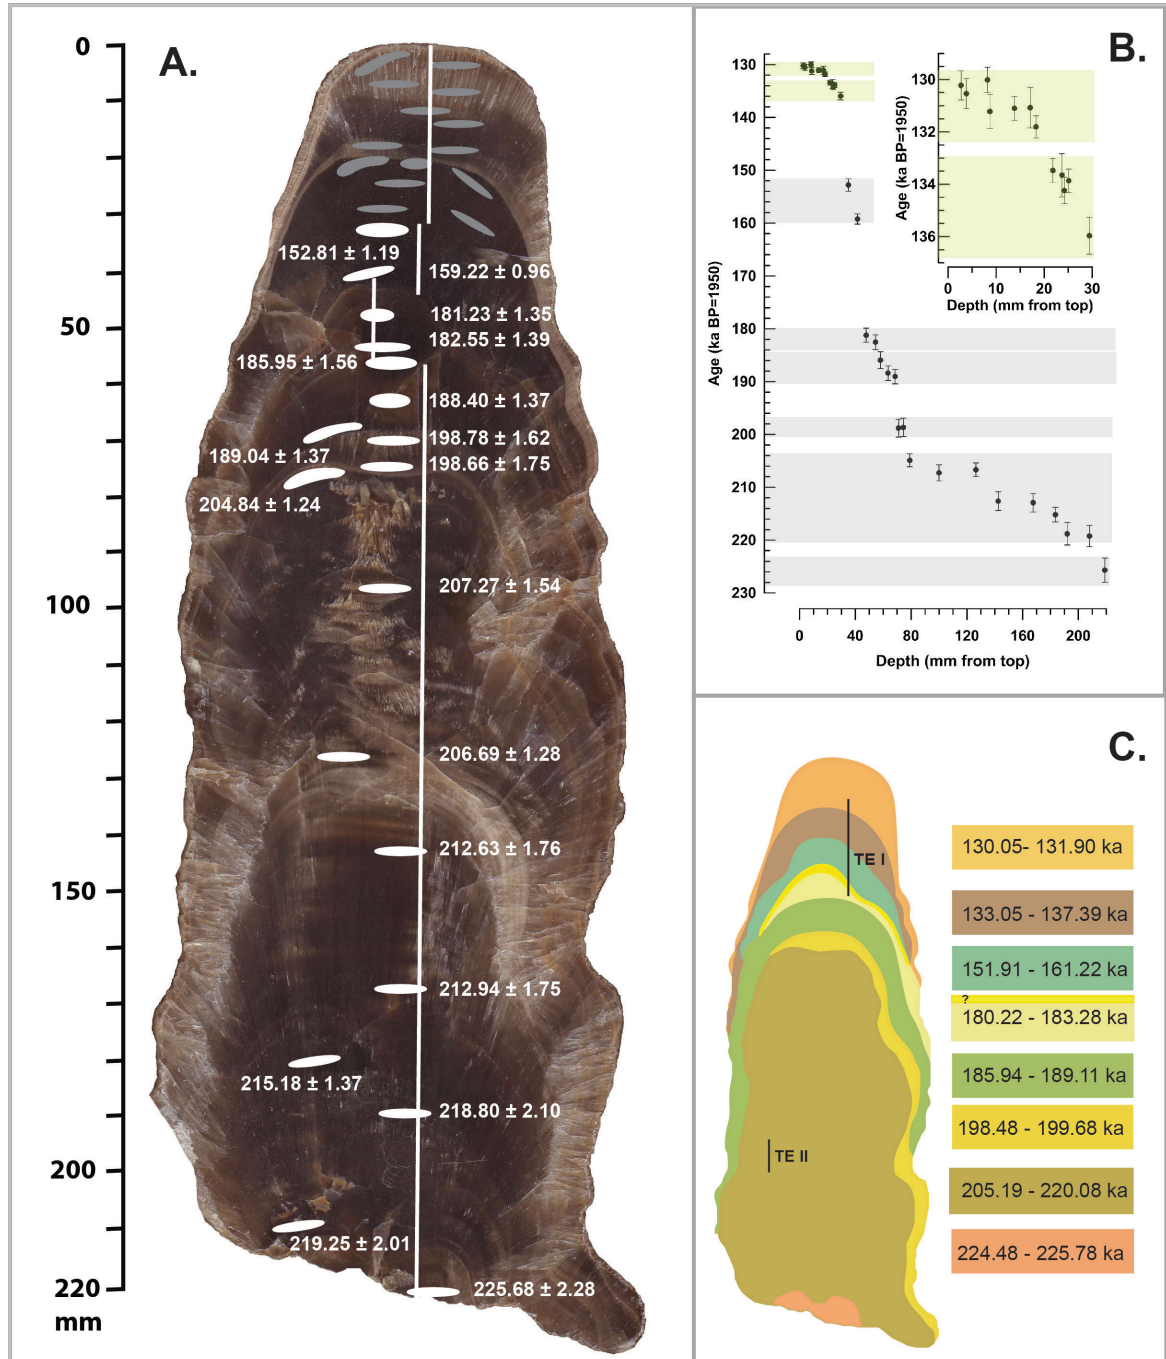 A.
0
50
100
150
200
220
mm
152.81 ± 1.19
159.22 ± 0.96
181.23 ± 1.35
182.55 ± 1.39
185.95 ± 1.56
188.40 ± 1.37
198.78 ± 1.62
189.04 ± 1.37
198.66 ± 1.75
204.84 ± 1.24
207.27 ± 1.54
206.69 ± 1.28
212.63 ± 1.76
212.94 ± 1.75
215.18 ± 1.37
218.80 ± 2.10
219.25 ± 2.01
225.68 ± 2.28
B.
Age (ka BP=1950)
130
140
150
160
170
180
190
200
210
220
230
0 40 80 120 160 200
Depth (mm from top)
Age (ka BP=1950)
130
132
134
136
0 10 20 30
Depth (mm from top)
C.
TE I
TE II
130.05- 131.90 ka
133.05 - 137.39 ka
151.91 - 161.22 ka
?
180.22 - 183.28 ka
185.94 - 189.11 ka
198.48 - 199.68 ka
205.19 - 220.08 ka
224.48 - 225.78 ka